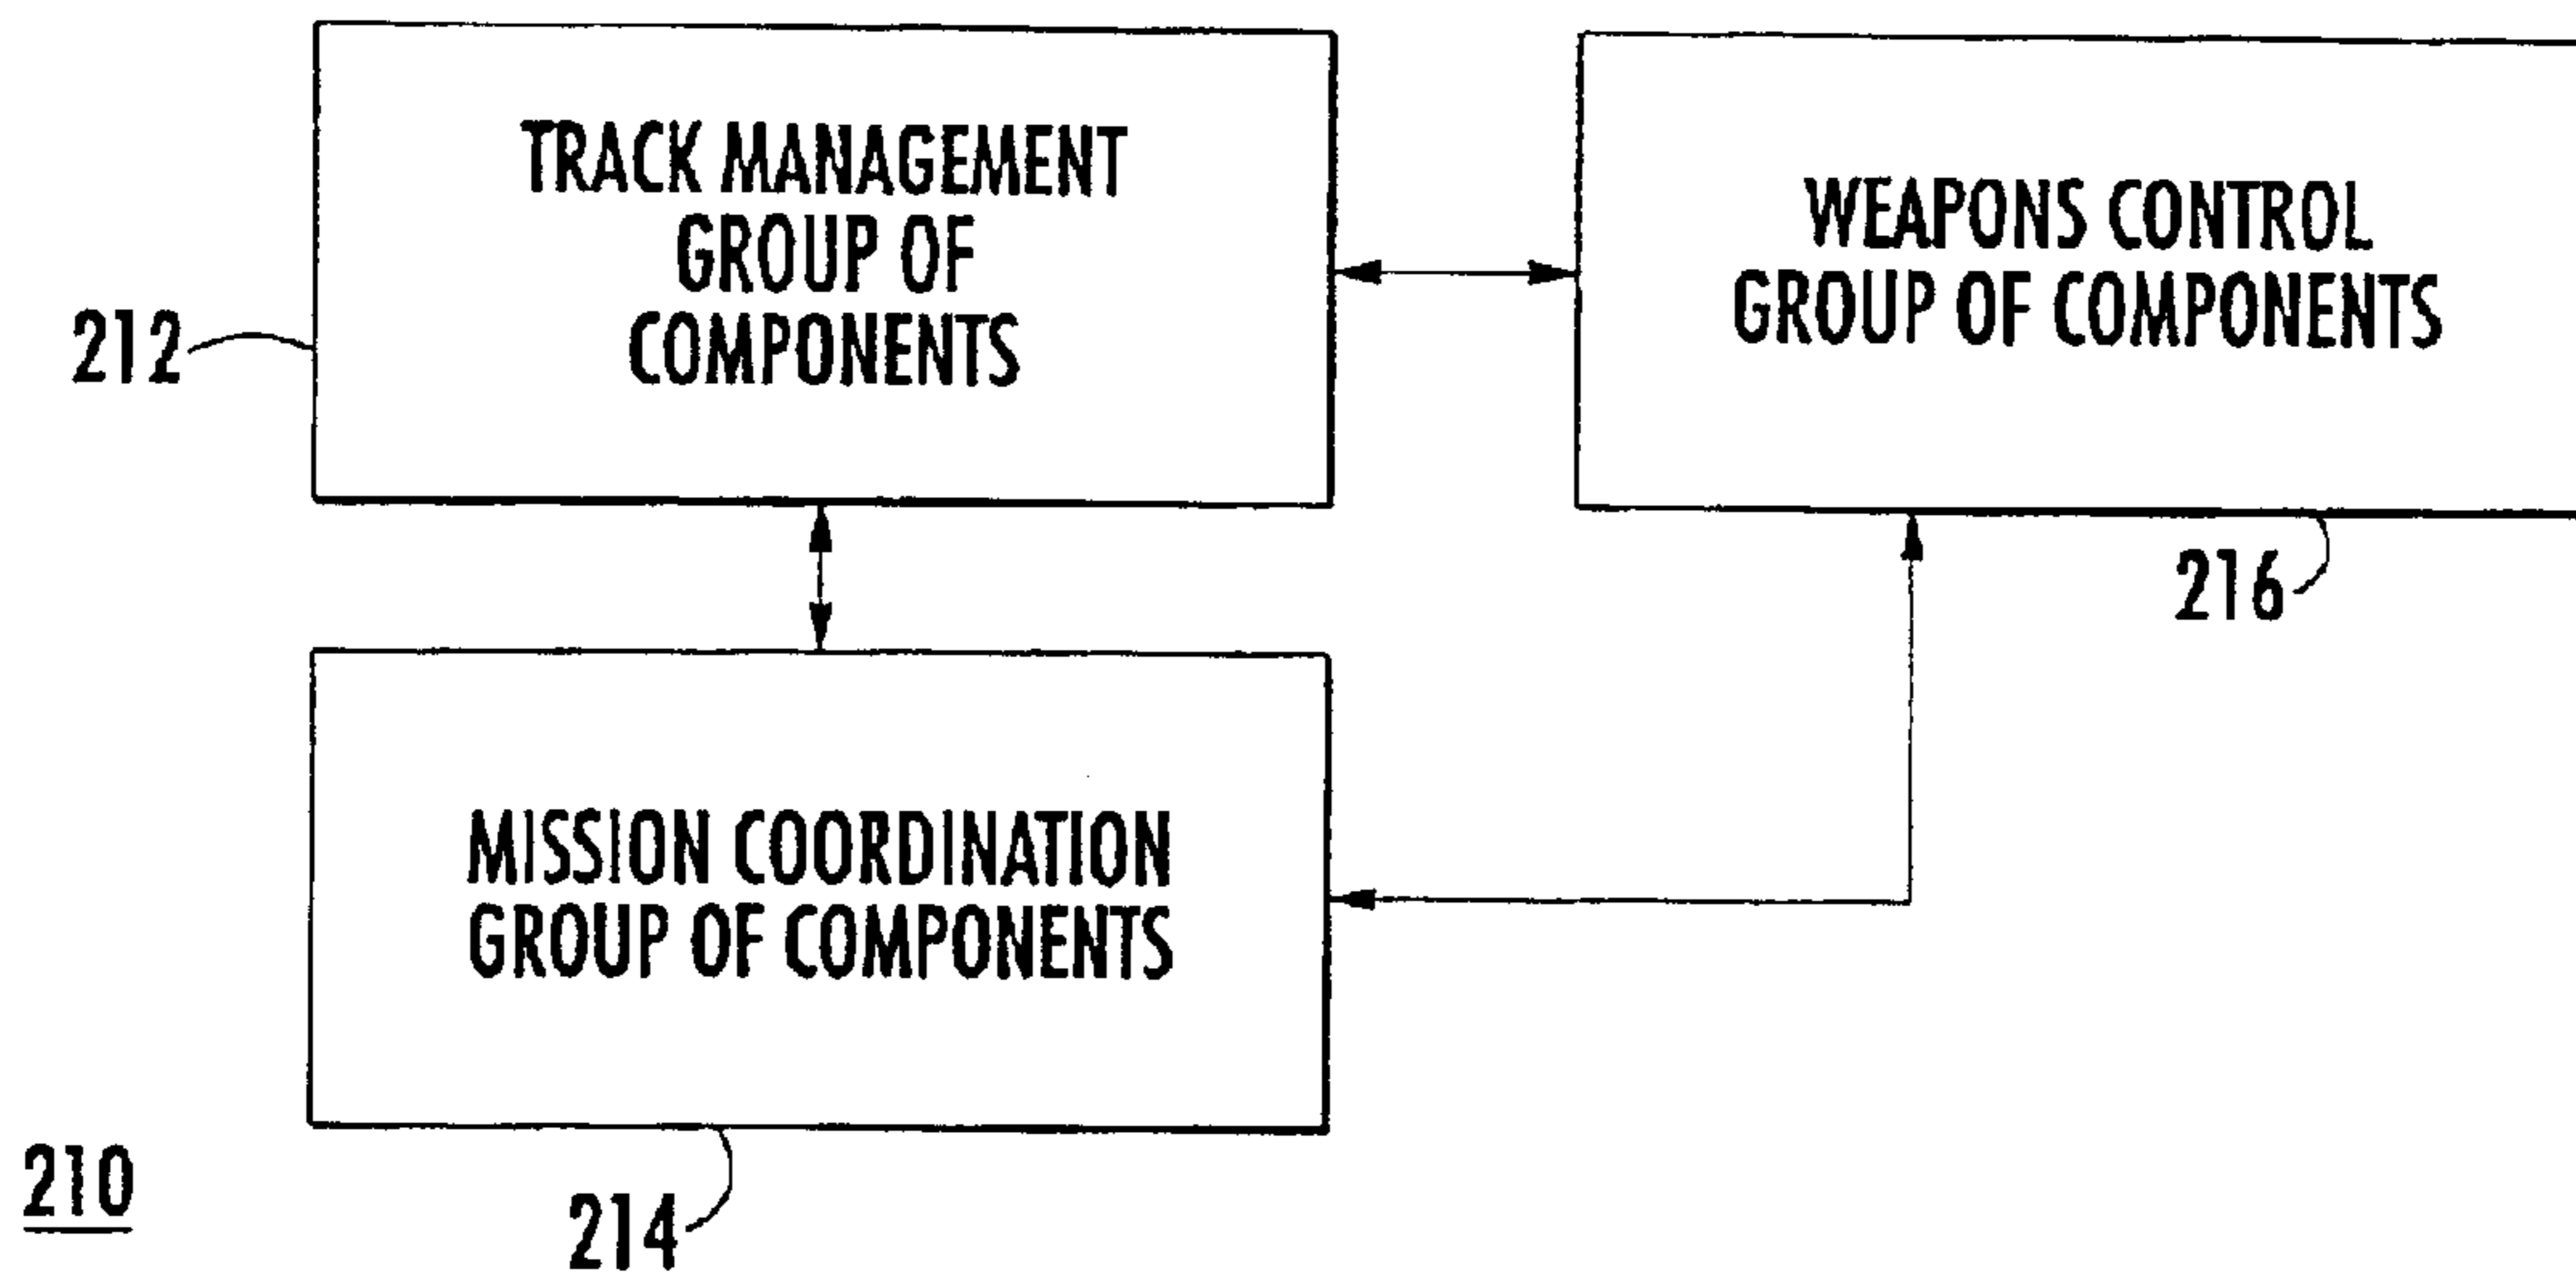 TRACK MANAGEMENT
GROUP OF
COMPONENTS
212
WEAPONS CONTROL
GROUP OF COMPONENTS
216
MISSION COORDINATION
GROUP OF COMPONENTS
214
210